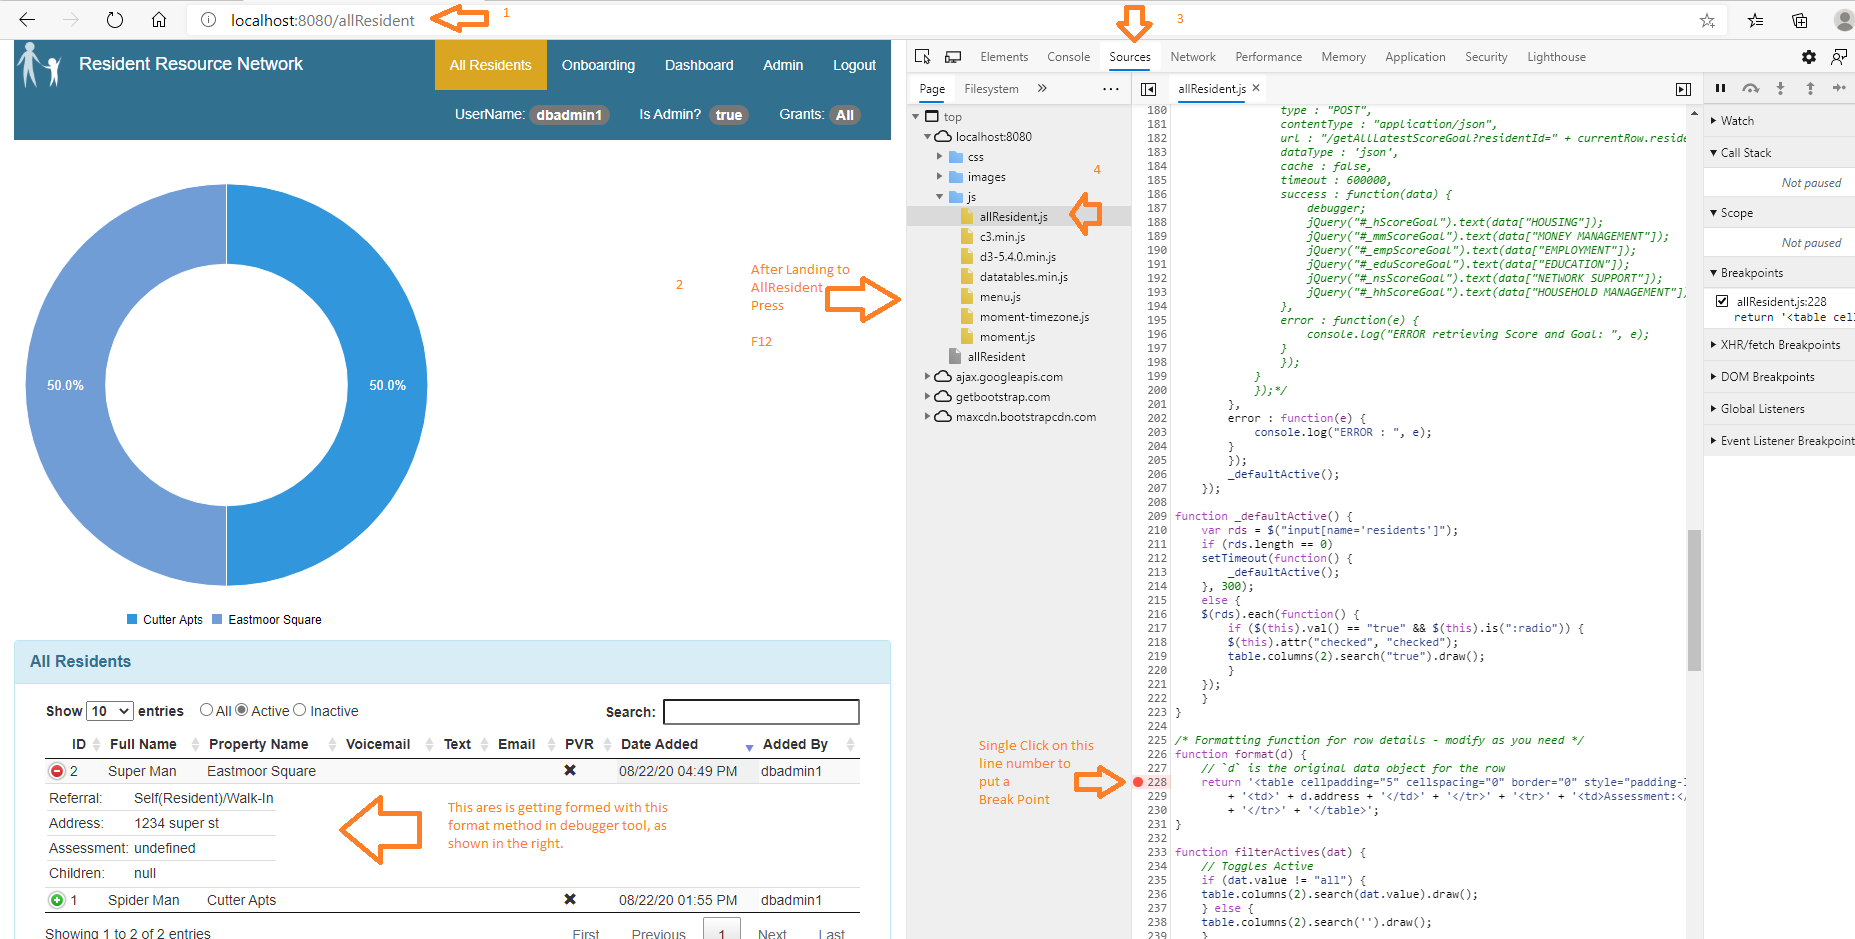 localhost:8080/allResident
1
3
Resident Resource Network
All Residents
Onboarding
Dashboard
Admin
Logout
UserName: dbadmin1
Is Admin? true
Grants: All
50.0%
50.0%
Cutter Apts
Eastmoor Square
2
After Landing to
AllResident
Press
F12
All Residents
Show 10 entries
All Active Inactive
Search:
ID Full Name Property Name Voicemail Text Email PVR Date Added Added By
2 Super Man Eastmoor Square ✖ 08/22/20 04:49 PM dbadmin1
Referral: Self(Resident)/Walk-In
Address: 1234 super st
Assessment: undefined
Children: null
This ares is getting formed with this
format method in debugger tool, as
shown in the right.
1 Spider Man Cutter Apts ✖ 08/22/20 01:55 PM dbadmin1
Showing 1 to 2 of 2 entries
First Previous 1 Next Last
Elements Console Sources Network Performance Memory Application Security Lighthouse
Page Filesystem » ⋯
top
localhost:8080
css
images
js
allResident.js
c3.min.js
d3-5.4.0.min.js
datatables.min.js
menu.js
moment-timezone.js
moment.js
allResident
ajax.googleapis.com
getbootstrap.com
maxcdn.bootstrapcdn.com
4
Single Click on this
line number to
put a
Break Point
allResident.js ×
180 type : "POST",
181 contentType : "application/json",
182 url : "/getAllLatestScoreGoal?residentId=" + currentRow.reside
183 dataType : 'json',
184 cache : false,
185 timeout : 600000,
186 success : function(data) {
187 debugger;
188 jQuery("#_hScoreGoal").text(data["HOUSING"]);
189 jQuery("#_mmScoreGoal").text(data["MONEY MANAGEMENT"]);
190 jQuery("#_empScoreGoal").text(data["EMPLOYMENT"]);
191 jQuery("#_eduScoreGoal").text(data["EDUCATION"]);
192 jQuery("#_nsScoreGoal").text(data["NETWORK SUPPORT"]);
193 jQuery("#_hhScoreGoal").text(data["HOUSEHOLD MANAGEMENT"]);
194 },
195 error : function(e) {
196 console.log("ERROR retrieving Score and Goal: ", e);
197 }
198 });
199 }
200 });*/
201 },
202 error : function(e) {
203 console.log("ERROR : ", e);
204 }
205 });
206 _defaultActive();
207 });
208
209 function _defaultActive() {
210 var rds = $("input[name='residents']");
211 if (rds.length == 0)
212 setTimeout(function() {
213 _defaultActive();
214 }, 300);
215 else {
216 $(rds).each(function() {
217 if ($(this).val() == "true" && $(this).is(":radio")) {
218 $(this).attr("checked", "checked");
219 table.columns(2).search("true").draw();
220 }
221 });
222 }
223 }
224
225 /* Formatting function for row details - modify as you need */
226 function format(d) {
227 // `d` is the original data object for the row
228 return '<table cellpadding="5" cellspacing="0" border="0" style="padding-l
229 + '<td>' + d.address + '</td>' + '</tr>' + '<tr>' + '<td>Assessment:</
230 + '</tr>' + '</table>';
231 }
232
233 function filterActives(dat) {
234 // Toggles Active
235 if (dat.value != "all") {
236 table.columns(2).search(dat.value).draw();
237 } else {
238 table.columns(2).search('').draw();
239 }
Watch
Call Stack
Not paused
Scope
Not paused
Breakpoints
allResident.js:228
return '<table cell
XHR/fetch Breakpoints
DOM Breakpoints
Global Listeners
Event Listener Breakpoint